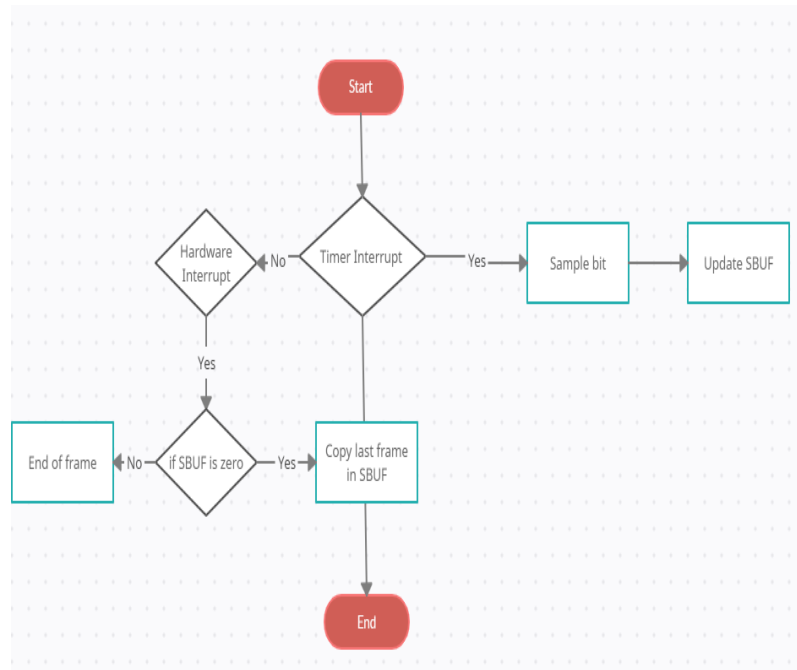 Start
Hardware
Interrupt
No
Timer Interrupt
Yes
Sample bit
Update SBUF
Yes
End of frame
No
if SBUF is zero
Yes
Copy last frame
in SBUF
End